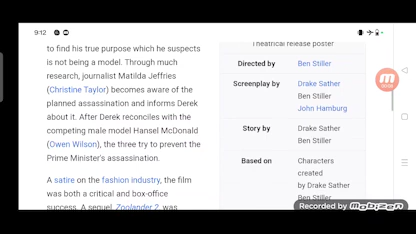 9:12
to find his true purpose which he suspects
is not being a model. Through much
research, journalist Matilda Jeffries
(Christine Taylor) becomes aware of the
planned assassination and informs Derek
about it. After Derek reconciles with the
competing male model Hansel McDonald
(Owen Wilson), the three try to prevent the
Prime Minister's assassination.
A satire on the fashion industry, the film
was both a critical and box-office
success. A sequel, Zoolander 2, was
Theatrical release poster
Directed by Ben Stiller
Screenplay by Drake Sather
Ben Stiller
John Hamburg
Story by Drake Sather
Ben Stiller
Based on Characters
created
by Drake Sather
Ben Stiller
m
Recorded by Mobizen